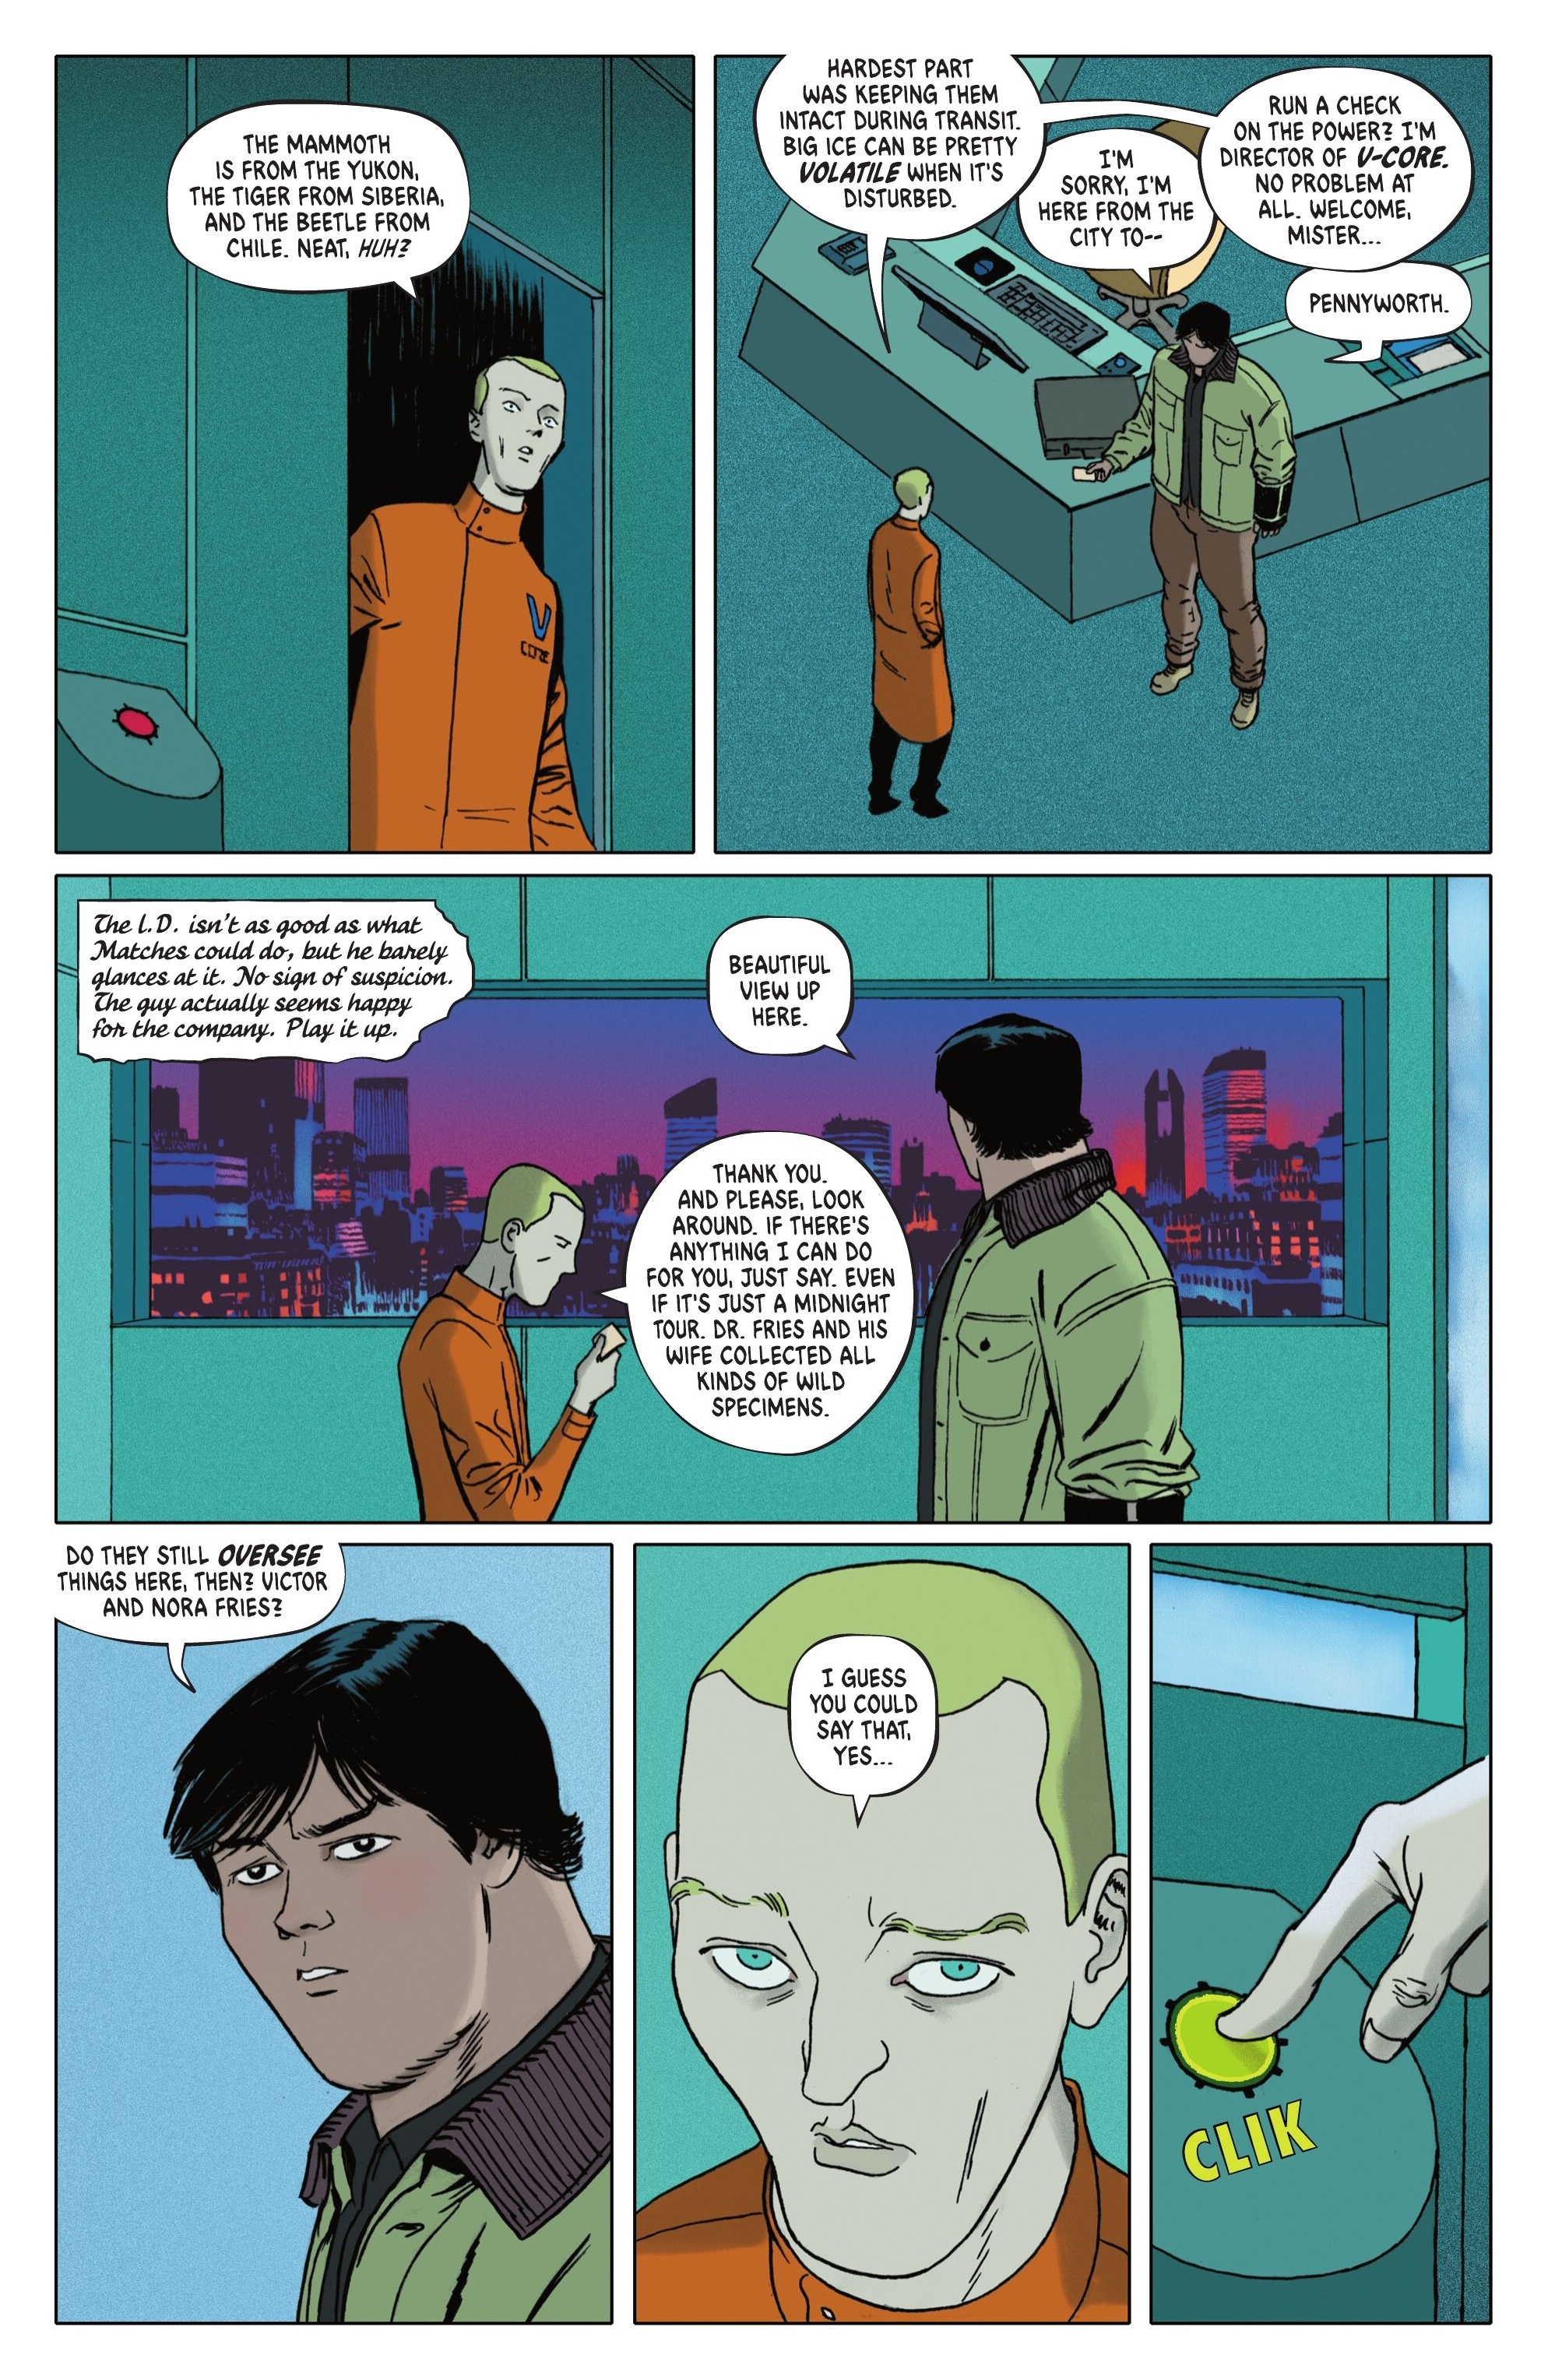 THE MAMMOTH
IS FROM THE YUKON,
THE TIGER FROM SIBERIA,
AND THE BEETLE FROM
CHILE. NEAT, HUH?
V
CORE
HARDEST PART
WAS KEEPING THEM
INTACT DURING TRANSIT.
BIG ICE CAN BE PRETTY
VOLATILE WHEN IT'S
DISTURBED.
I'M
SORRY, I'M
HERE FROM THE
CITY TO--
RUN A CHECK
ON THE POWER? I'M
DIRECTOR OF V-CORE.
NO PROBLEM AT
ALL. WELCOME,
MISTER...
PENNYWORTH.
The I.D. isn't as good as what
Matches could do, but he barely
glances at it. No sign of suspicion.
The guy actually seems happy
for the company. Play it up.
BEAUTIFUL
VIEW UP
HERE.
THANK YOU.
AND PLEASE, LOOK
AROUND. IF THERE'S
ANYTHING I CAN DO
FOR YOU, JUST SAY. EVEN
IF IT'S JUST A MIDNIGHT
TOUR. DR. FRIES AND HIS
WIFE COLLECTED ALL
KINDS OF WILD
SPECIMENS.
DO THEY STILL OVERSEE
THINGS HERE, THEN? VICTOR
AND NORA FRIES?
I GUESS
YOU COULD
SAY THAT,
YES...
CLIK